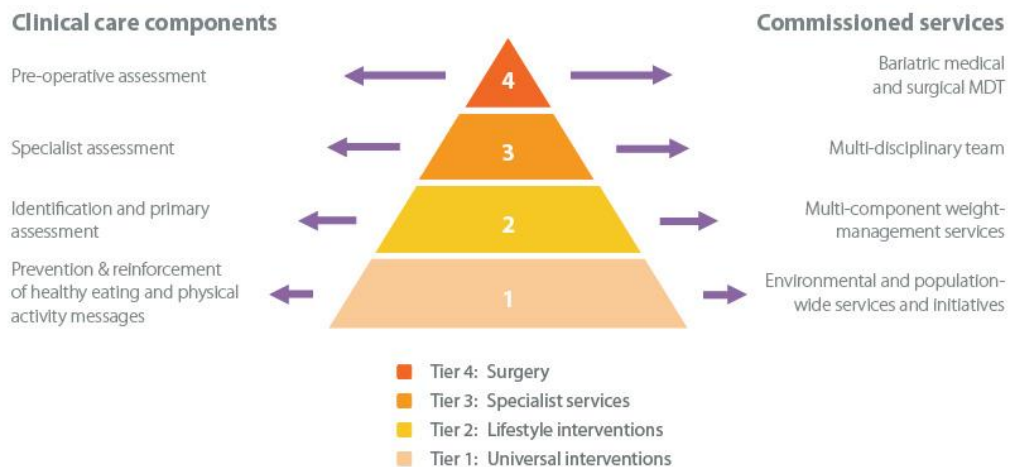 Clinical care components
Commissioned services
Pre-operative assessment
4
Bariatric medical
and surgical MDT
Specialist assessment
3
Multi-disciplinary team
Identification and primary
assessment
2
Multi-component weight-
management services
Prevention & reinforcement
of healthy eating and physical
activity messages
1
Environmental and population-
wide services and initiatives
Tier 4: Surgery
Tier 3: Specialist services
Tier 2: Lifestyle interventions
Tier 1: Universal interventions